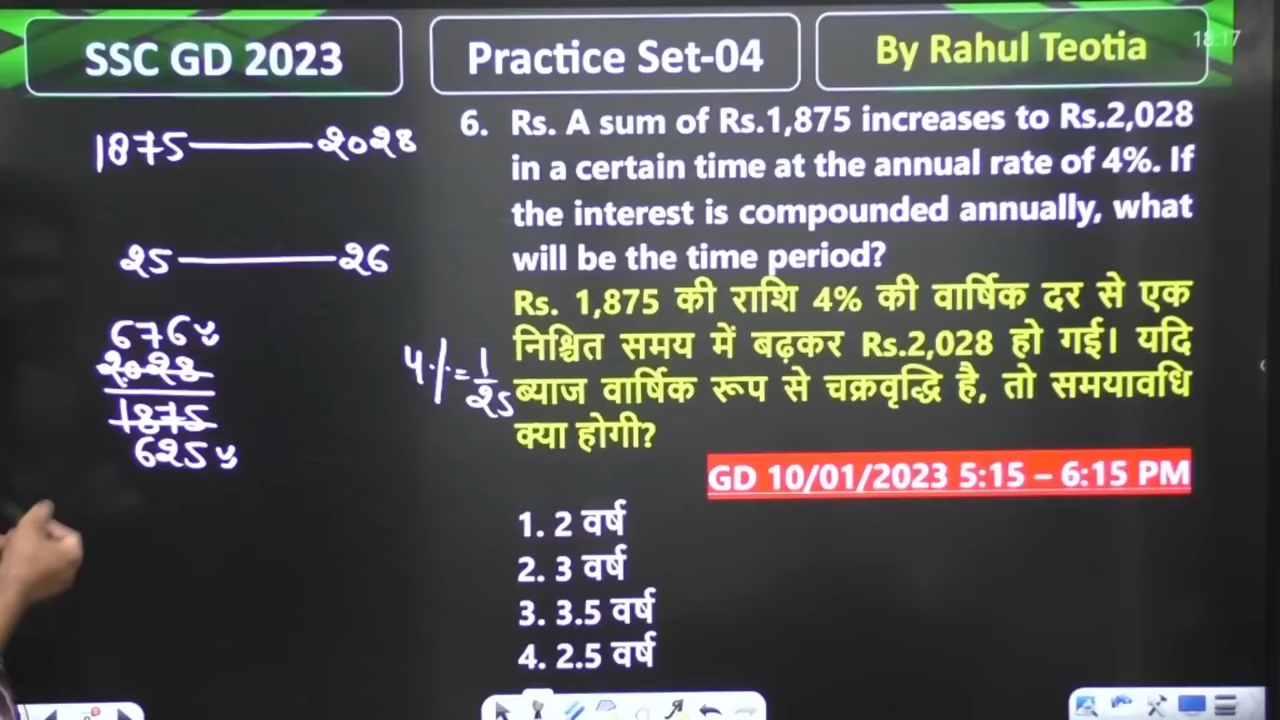 SSC GD 2023
Practice Set-04
By Rahul Teotia
18:17
1875 — 2028
25 — 26
676
2028
1875
625
4% = 1/25
6. Rs. A sum of Rs.1,875 increases to Rs.2,028
in a certain time at the annual rate of 4%. If
the interest is compounded annually, what
will be the time period?
Rs. 1,875 की राशि 4% की वार्षिक दर से एक
निश्चित समय में बढ़कर Rs.2,028 हो गई। यदि
ब्याज वार्षिक रूप से चक्रवृद्धि है, तो समयावधि
क्या होगी?
GD 10/01/2023 5:15 – 6:15 PM
1. 2 वर्ष
2. 3 वर्ष
3. 3.5 वर्ष
4. 2.5 वर्ष